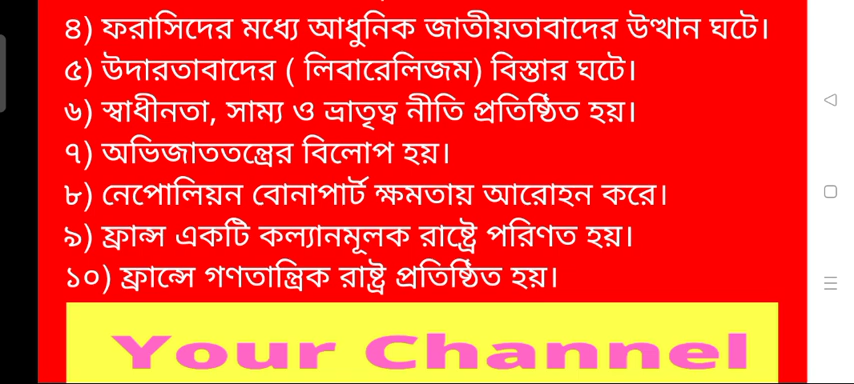 ৪) ফরাসিদের মধ্যে আধুনিক জাতীয়তাবাদের উত্থান ঘটে।
৫) উদারতাবাদের ( লিবারেলিজম) বিস্তার ঘটে।
৬) স্বাধীনতা, সাম্য ও ভ্রাতৃত্ব নীতি প্রতিষ্ঠিত হয়।
৭) অভিজাততন্ত্রের বিলোপ হয়।
৮) নেপোলিয়ন বোনাপার্ট ক্ষমতায় আরোহন করে।
৯) ফ্রান্স একটি কল্যানমূলক রাষ্ট্রে পরিণত হয়।
১০) ফ্রান্সে গণতান্ত্রিক রাষ্ট্র প্রতিষ্ঠিত হয়।
Your Channel